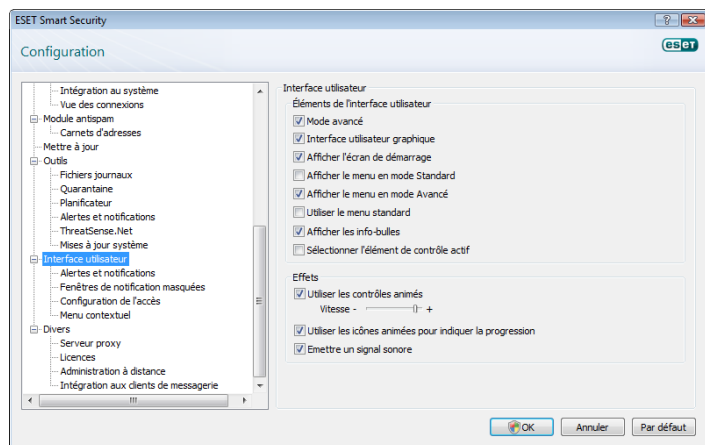 ESET Smart Security
Configuration
eset
Intégration au système
Vue des connexions
Module antispam
Carnets d'adresses
Mettre à jour
Outils
Fichiers journaux
Quarantaine
Planificateur
Alertes et notifications
ThreatSense.Net
Mises à jour système
Interface utilisateur
Alertes et notifications
Fenêtres de notification masquées
Configuration de l'accès
Menu contextuel
Divers
Serveur proxy
Licences
Administration à distance
Intégration aux clients de messagerie
Interface utilisateur
Éléments de l'interface utilisateur
Mode avancé
Interface utilisateur graphique
Afficher l'écran de démarrage
Afficher le menu en mode Standard
Afficher le menu en mode Avancé
Utiliser le menu standard
Afficher les info-bulles
Sélectionner l'élément de contrôle actif
Effets
Utiliser les contrôles animés
Vitesse - +
Utiliser les icônes animées pour indiquer la progression
Emettre un signal sonore
OK Annuler Par défaut